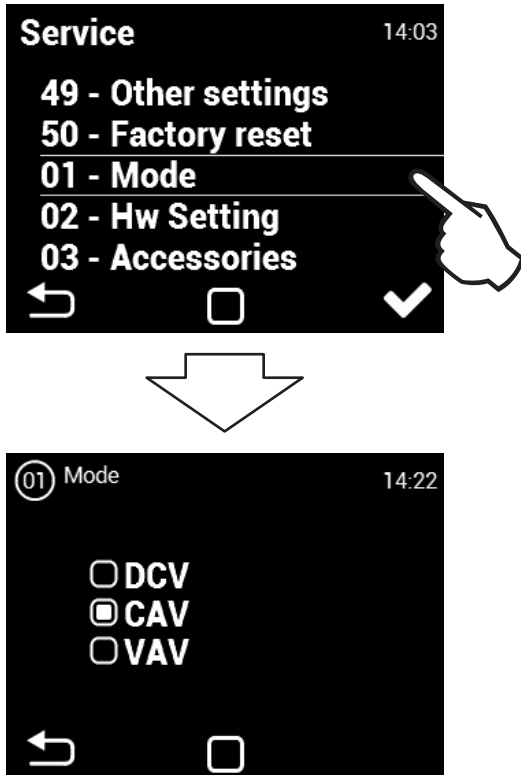 Service 14:03
49 - Other settings
50 - Factory reset
01 - Mode
02 - Hw Setting
03 - Accessories
01 Mode 14:22
DCV
CAV
VAV